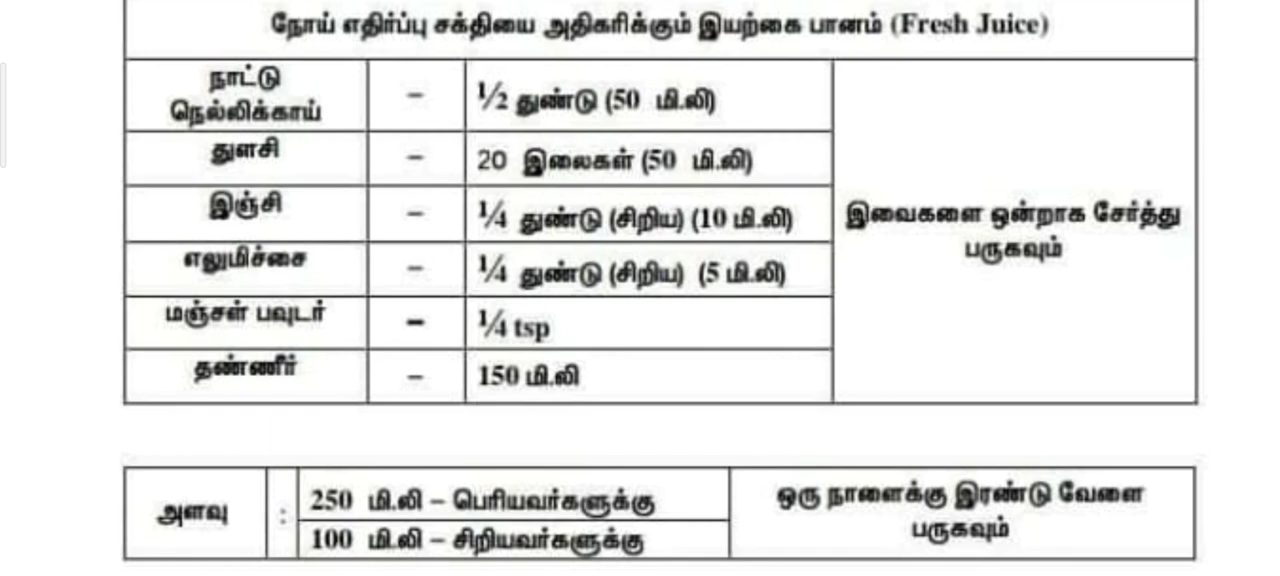 நோய் எதிர்ப்பு சக்தியை அதிகரிக்கும் இயற்கை பானம் (Fresh Juice)
நாட்டு
நெல்லிக்காய் – ½ துண்டு (50 மி.லி)
துளசி – 20 இலைகள் (50 மி.லி)
இஞ்சி – ¼ துண்டு (சிறிய) (10 மி.லி)
எலுமிச்சை – ¼ துண்டு (சிறிய) (5 மி.லி)
மஞ்சள் பவுடர் – ¼ tsp
தண்ணீர் – 150 மி.லி
இவைகளை ஒன்றாக சேர்த்து
பருகவும்
அளவு :
250 மி.லி – பெரியவர்களுக்கு
100 மி.லி – சிறியவர்களுக்கு
ஒரு நாளைக்கு இரண்டு வேளை
பருகவும்